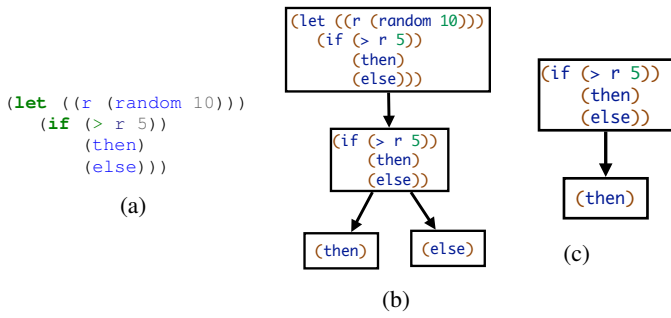 (let ((r (random 10)))
(if (> r 5))
(then)
(else)))
(a)
(let ((r (random 10)))
(if (> r 5))
(then)
(else)))
(if (> r 5))
(then)
(else))
(then)
(else)
(b)
(if (> r 5))
(then)
(else))
(then)
(c)